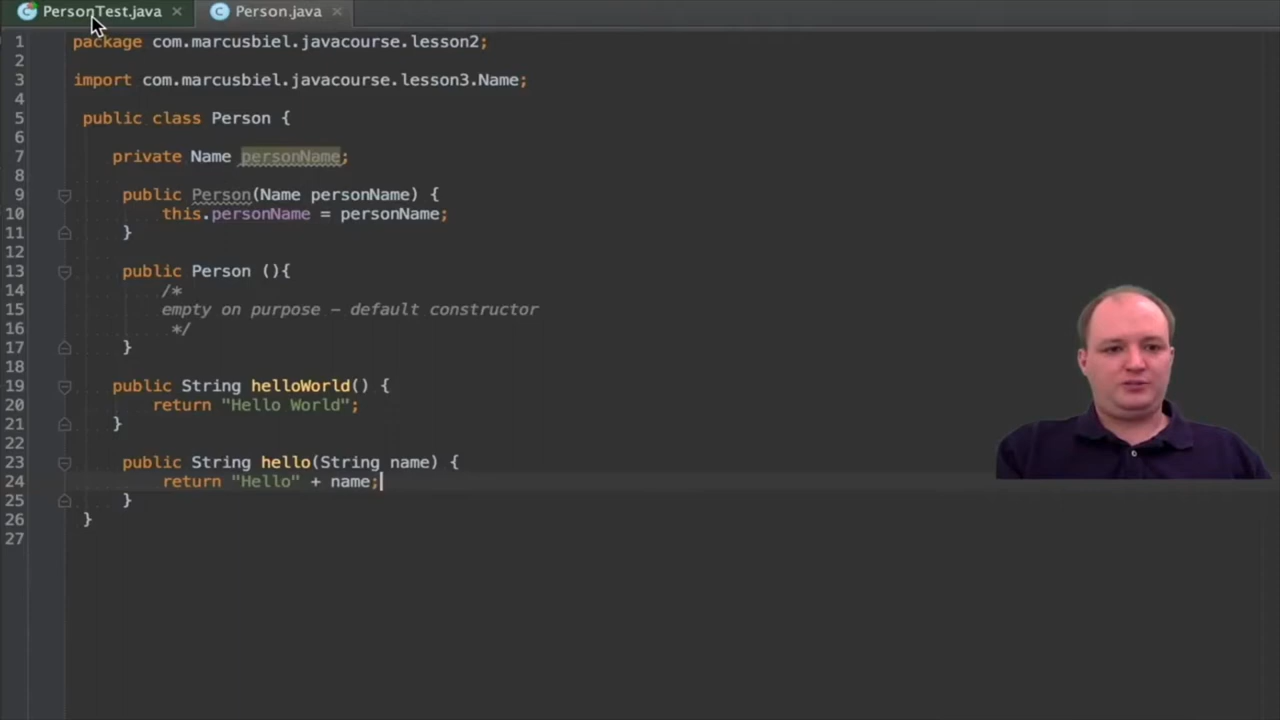 PersonTest.java × Person.java ×
1 package com.marcusbiel.javacourse.lesson2;
2
3 import com.marcusbiel.javacourse.lesson3.Name;
4
5 public class Person {
6
7 private Name personName;
8
9 public Person(Name personName) {
10 this.personName = personName;
11 }
12
13 public Person (){
14 /*
15 empty on purpose – default constructor
16 */
17 }
18
19 public String helloWorld() {
20 return "Hello World";
21 }
22
23 public String hello(String name) {
24 return "Hello" + name;
25 }
26 }
27